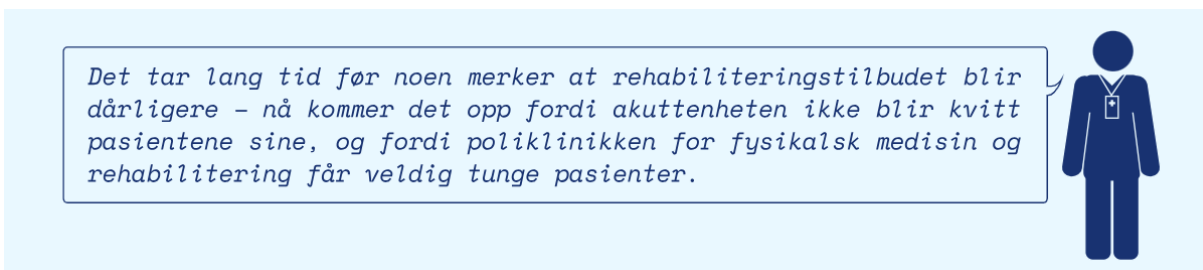 Det tar lang tid før noen merker at rehabiliteringstilbudet blir
dårligere – nå kommer det opp fordi akuttenheten ikke blir kvitt
pasientene sine, og fordi poliklinikken for fysikalsk medisin og
rehabilitering får veldig tunge pasienter.